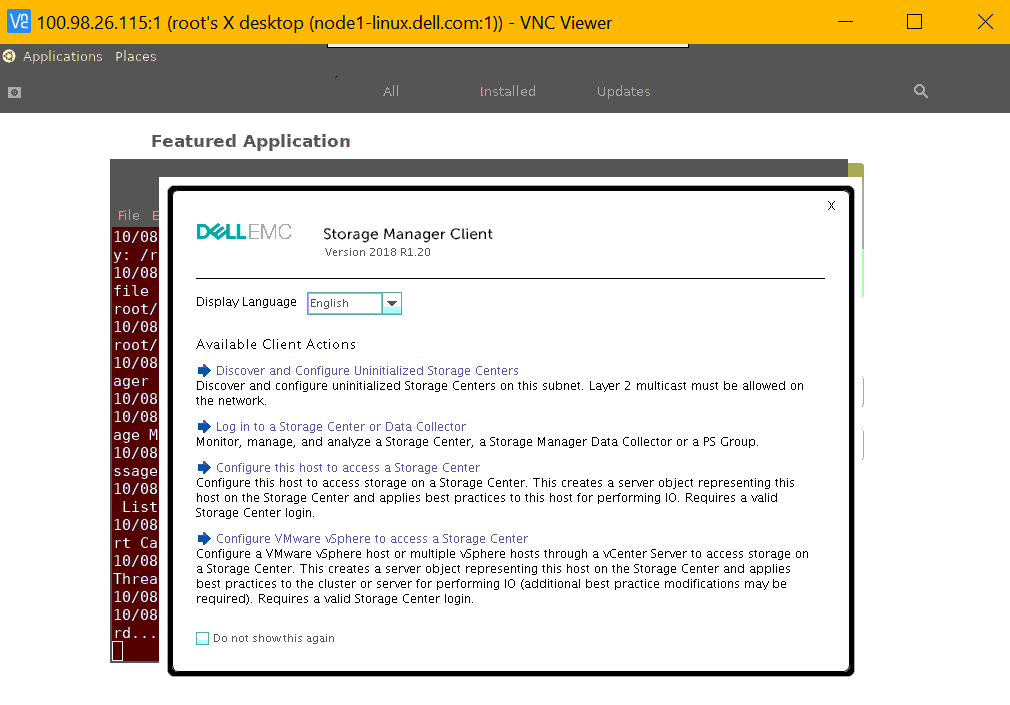 V2 100.98.26.115:1 (root's X desktop (node1-linux.dell.com:1)) - VNC Viewer
Applications Places
All Installed Updates
Featured Application
File E
10/08
y: /r
10/08
file
root/
10/08
root/
10/08
ager
10/08
10/08
age M
10/08
ssage
10/08
List
10/08
rt Ca
10/08
Threa
10/08
10/08
rd...
X
DELLEMC Storage Manager Client
Version 2018 R1.20
Display Language English
Available Client Actions
Discover and Configure Uninitialized Storage Centers
Discover and configure uninitialized Storage Centers on this subnet. Layer 2 multicast must be allowed on
the network.
Log in to a Storage Center or Data Collector
Monitor, manage, and analyze a Storage Center, a Storage Manager Data Collector or a PS Group.
Configure this host to access a Storage Center
Configure this host to access storage on a Storage Center. This creates a server object representing this
host on the Storage Center and applies best practices to this host for performing IO. Requires a valid
Storage Center login.
Configure VMware vSphere to access a Storage Center
Configure a VMware vSphere host or multiple vSphere hosts through a vCenter Server to access storage on
a Storage Center. This creates a server object representing this host on the Storage Center and applies
best practices to the cluster or server for performing IO (additional best practice modifications may be
required). Requires a valid Storage Center login.
Do not show this again